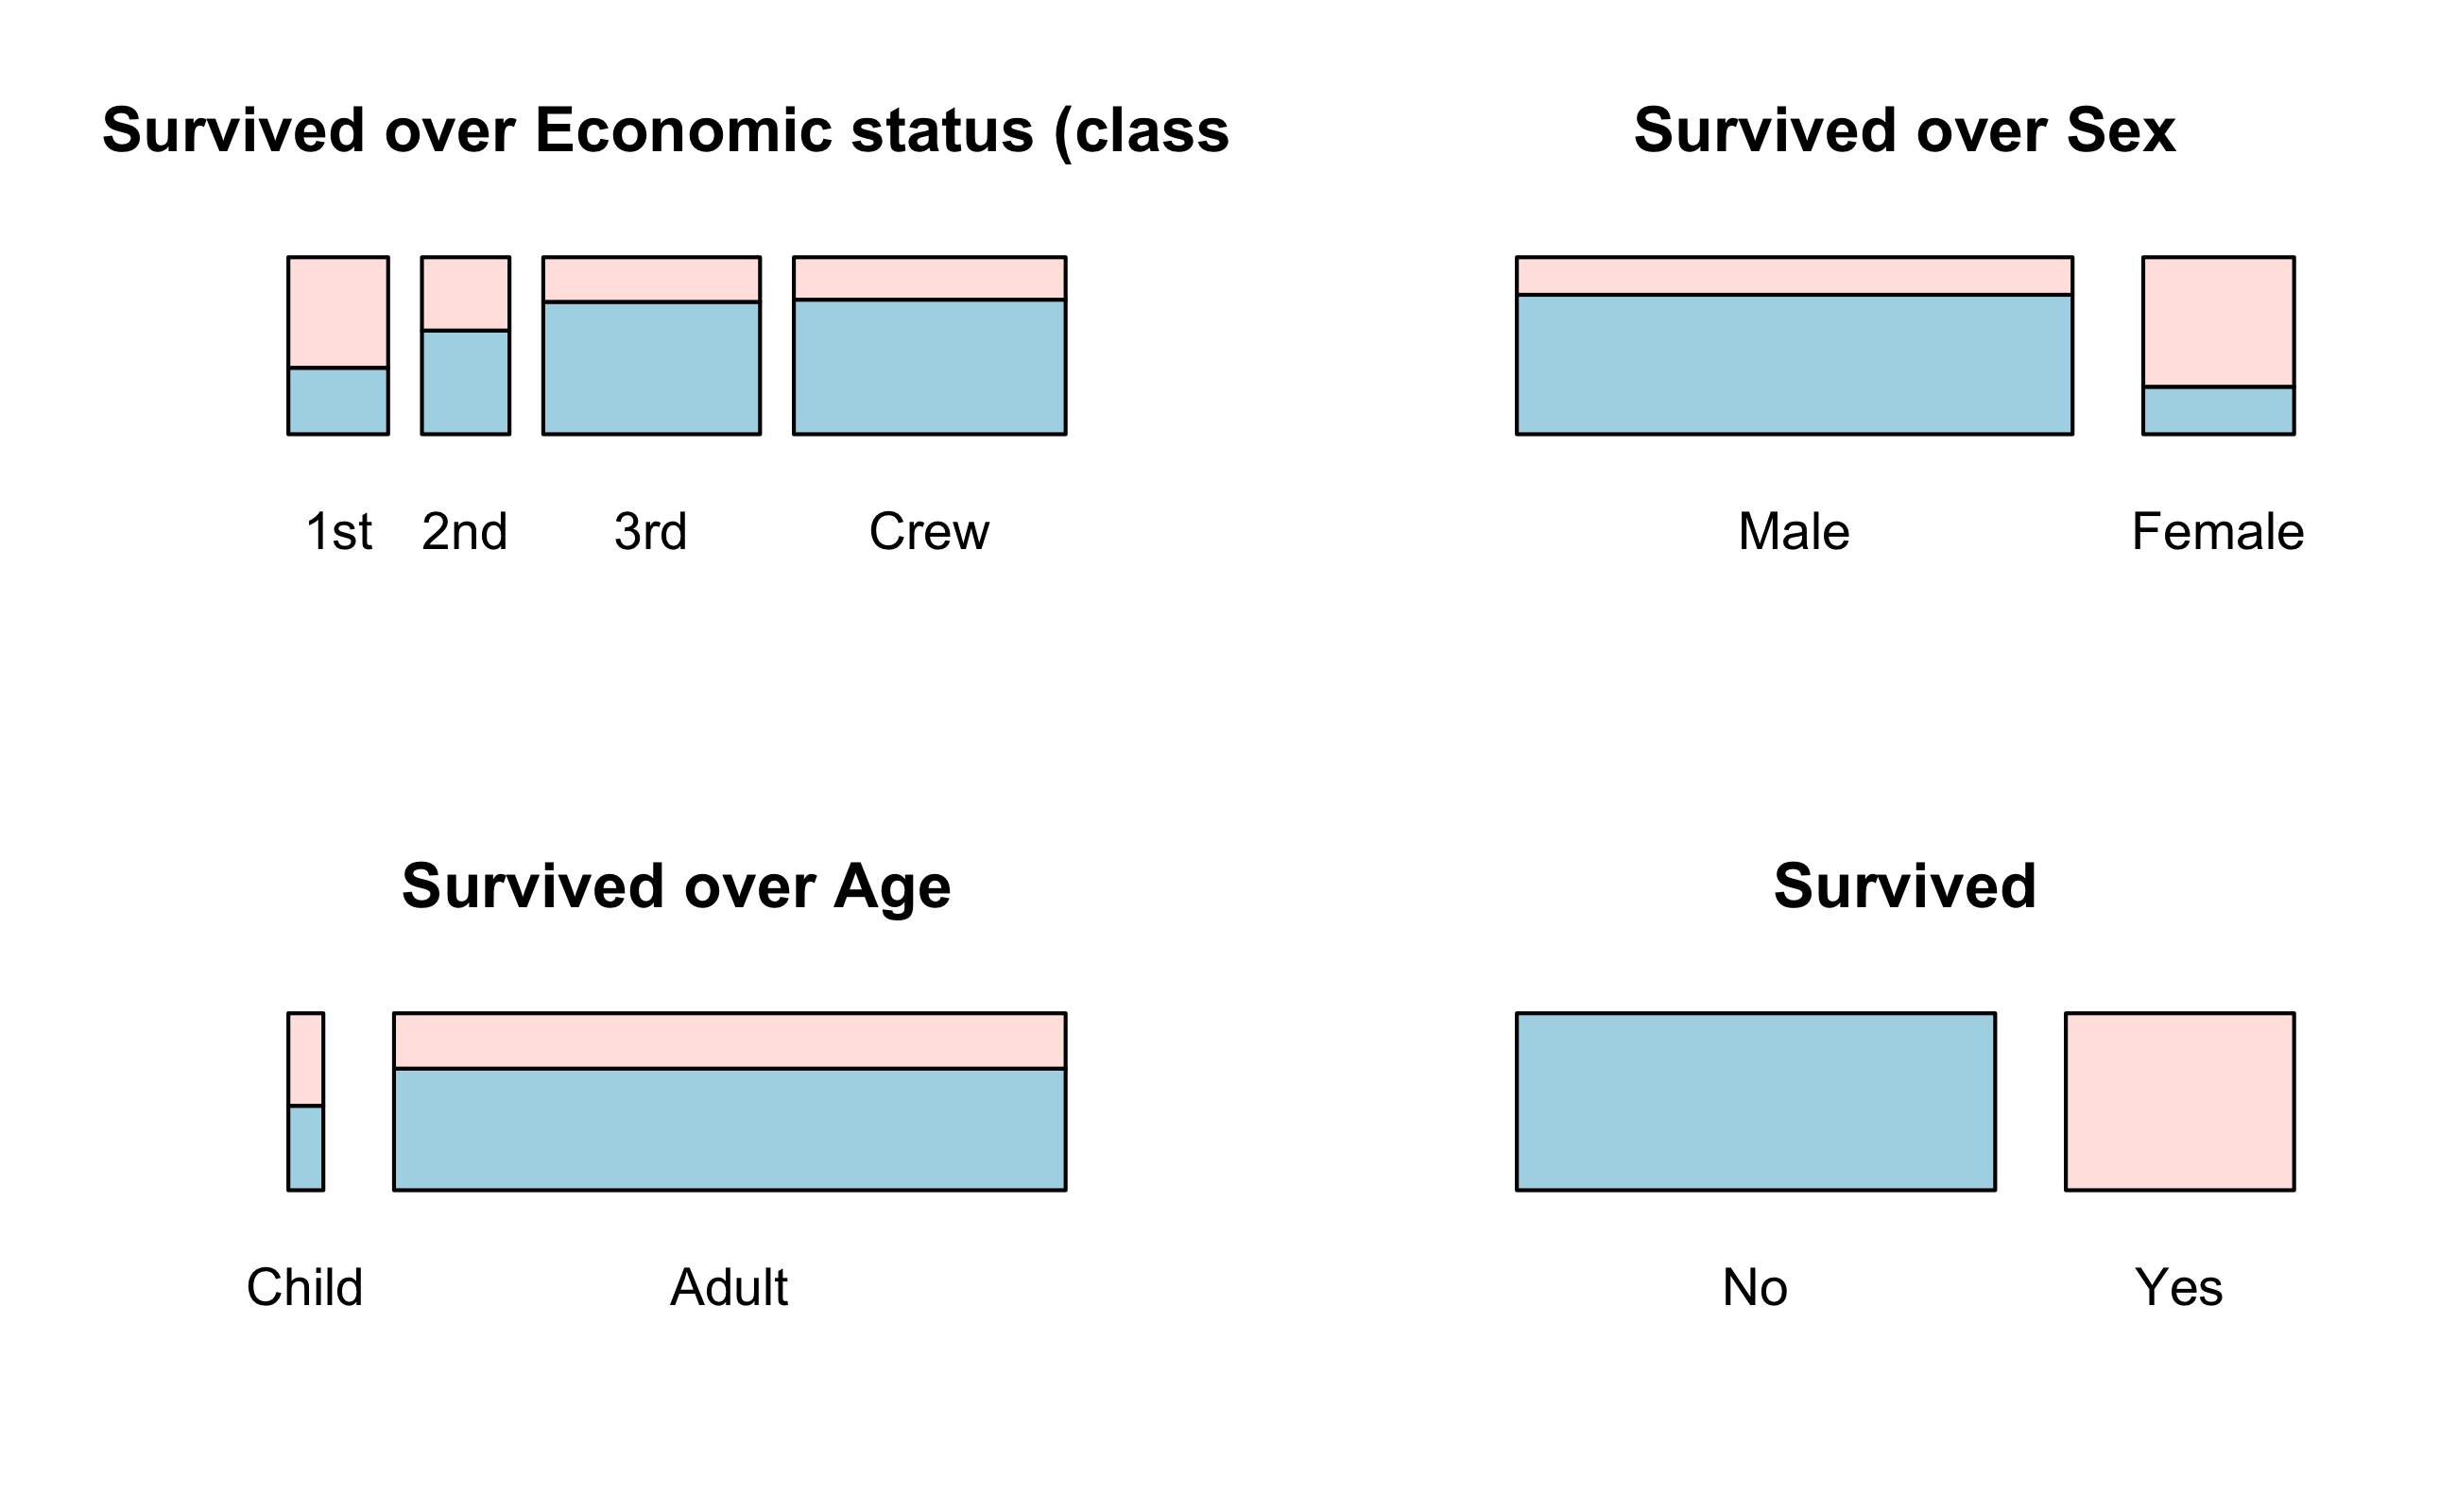 Survived over Economic status (class
1st 2nd 3rd Crew
Survived over Sex
Male Female
Survived over Age
Child Adult
Survived
No Yes